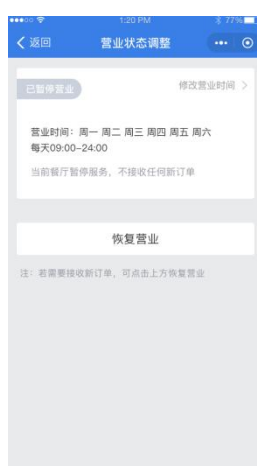 1:20 PM 77%
返回 营业状态调整
已暂停营业 修改营业时间
营业时间：周一 周二 周三 周四 周五 周六
每天09:00-24:00
当前餐厅暂停服务，不接收任何新订单
恢复营业
注：若需要接收新订单，可点击上方恢复营业